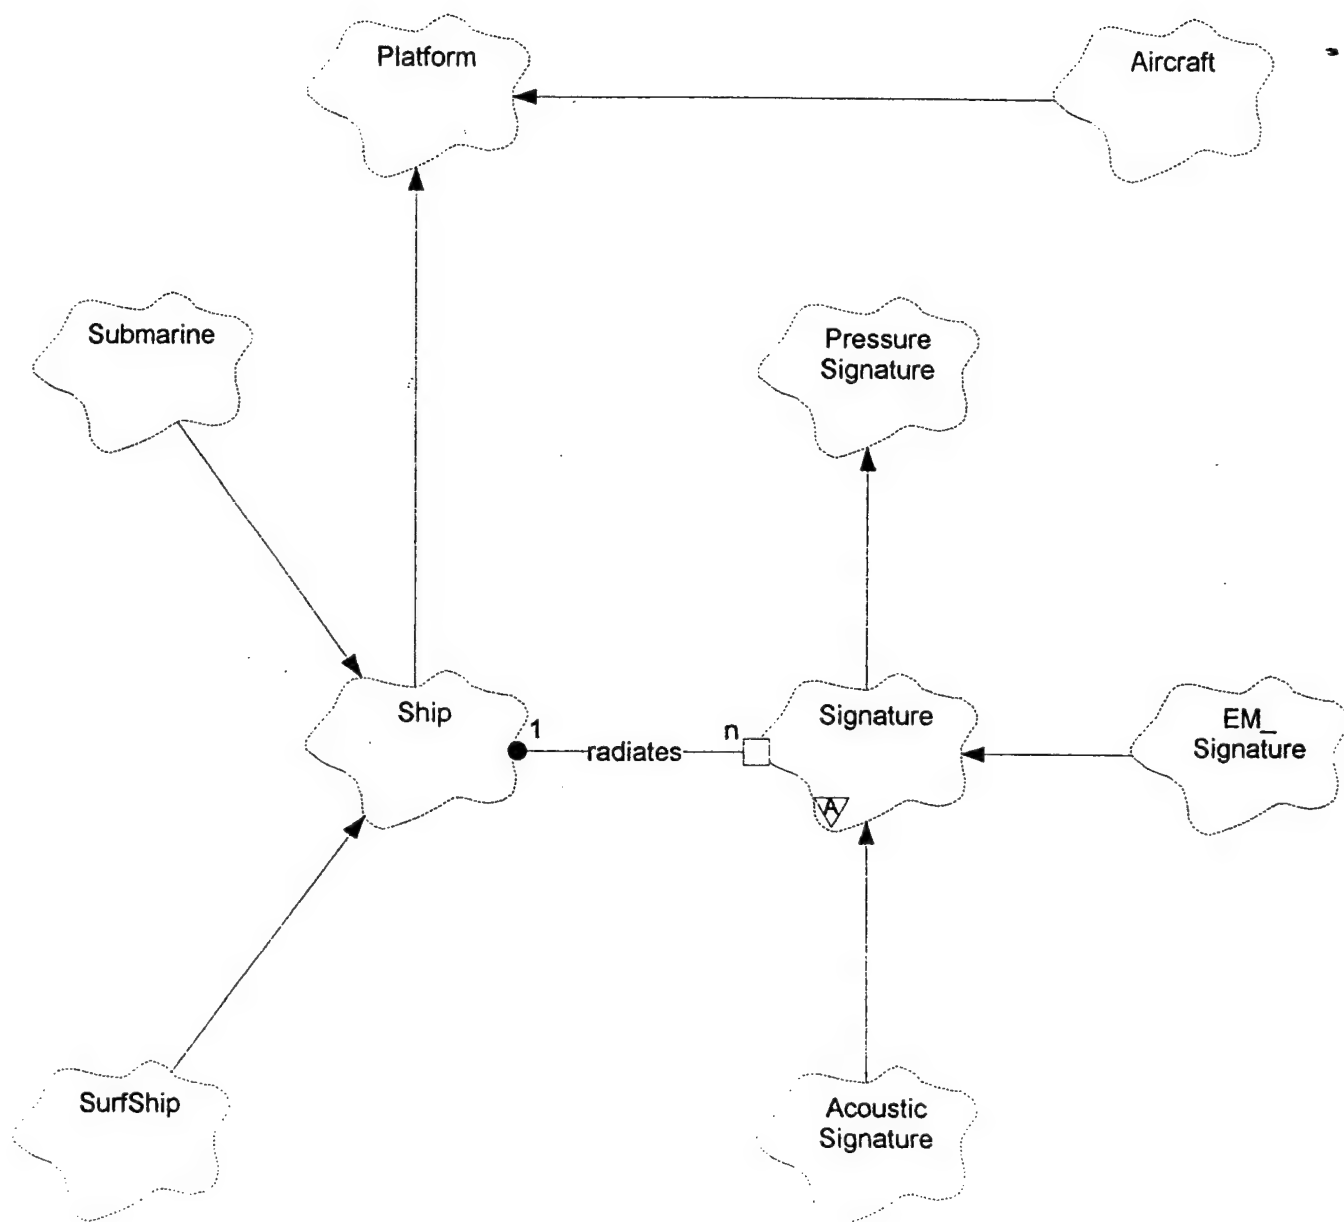 Platform
Aircraft
Submarine
Pressure
Signature
Ship
1
radiates
n
Signature
A
EM_
Signature
SurfShip
Acoustic
Signature